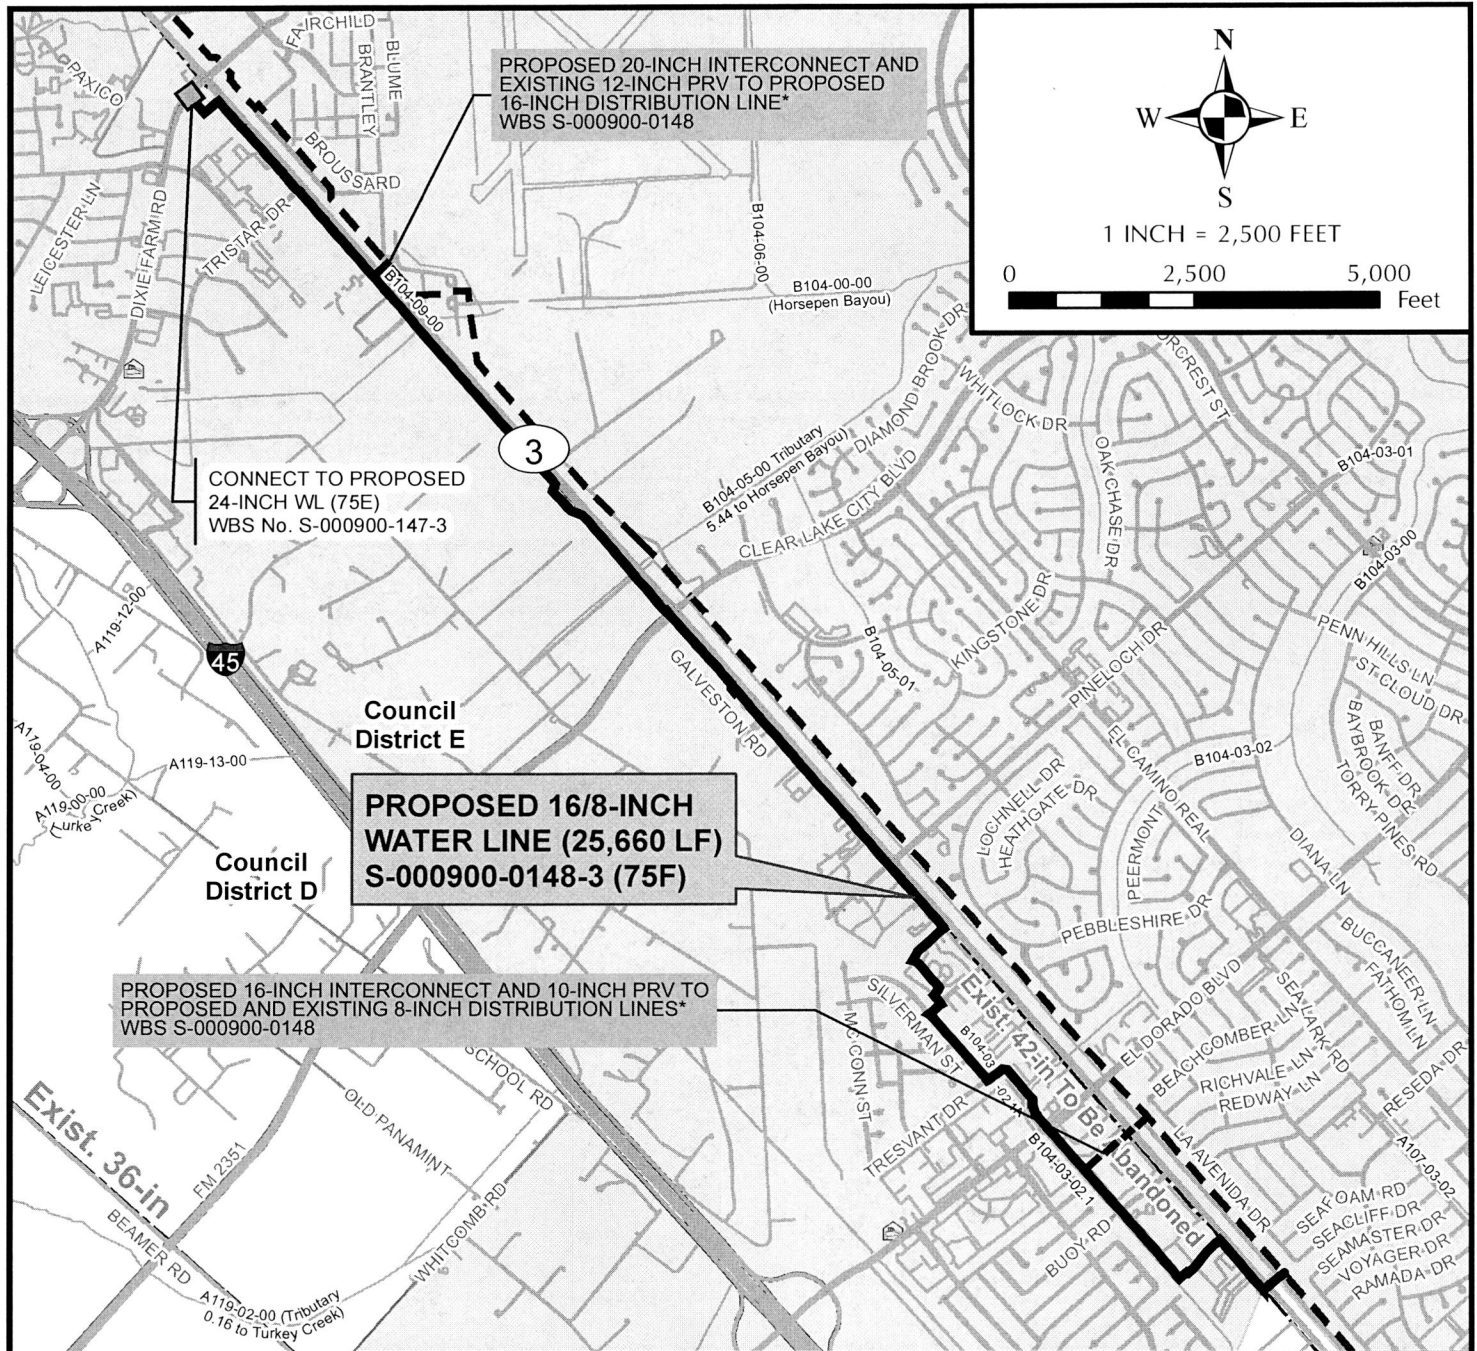 FAIRCHILD
BLUME
BRANTLEY
PAXICO
PROPOSED 20-INCH INTERCONNECT AND
EXISTING 12-INCH PRV TO PROPOSED
16-INCH DISTRIBUTION LINE*
WBS S-000900-0148
N
W
E
S
1 INCH = 2,500 FEET
0
2,500
5,000
Feet
BROUSSARD
LEICESTER LN
DIXIE FARM RD
TRISTAR DR
B104-06-00
B104-09-00
B104-00-00
(Horsepen Bayou)
DIAMOND BROOK DR
WHITLOCK DR
OAK CHASE DR
B104-03-01
3
B104-05-00 Tributary
5.44 to Horsepen Bayou)
CLEAR LAKE CITY BLVD
CONNECT TO PROPOSED
24-INCH WL (75E)
WBS No. S-000900-147-3
B104-03-00
A119-12-00
45
KINGSTONE DR
PINELOCH DR
PENN HILLS LN
ST CLOUD DR
B104-05-01
GALVESTON RD
Council
District E
A119-04-00
A119-13-00
A119-00-00
EL CAMINO REAL
B104-03-02
BANFF DR
BAYBROOK DR
TORRY PINES RD
PROPOSED 16/8-INCH
WATER LINE (25,660 LF)
S-000900-0148-3 (75F)
LOCHNELL DR
HEATHGATE DR
PEERMONT
DIANA LN
Council
District D
PEBBLESHIRE DR
BUCCANEER LN
FATHOM LN
PROPOSED 16-INCH INTERCONNECT AND 10-INCH PRV TO
PROPOSED AND EXISTING 8-INCH DISTRIBUTION LINES*
WBS S-000900-0148
SILVERMAN ST
MC CONN ST
Exist. 42-in To Be
EL DORADO BLVD
SEALARK RD
BEACHCOMBER LN
RICHVALE LN
REDWAY LN
RESEDA DR
B104-03
SCHOOL RD
OLD PANAMINT
TRESVANT DR
B104-03-02.1
LA AVENIDA DR
A107-03-02
Exist. 36-in
FM 2351
BEAMER RD
WHITCOMB RD
BUOY RD
SEAFOAM RD
SEACLIFF DR
SEAMASTER DR
VOYAGER DR
RAMADA DR
A119-02-00 (Tributary
0.16 to Turkey Creek)